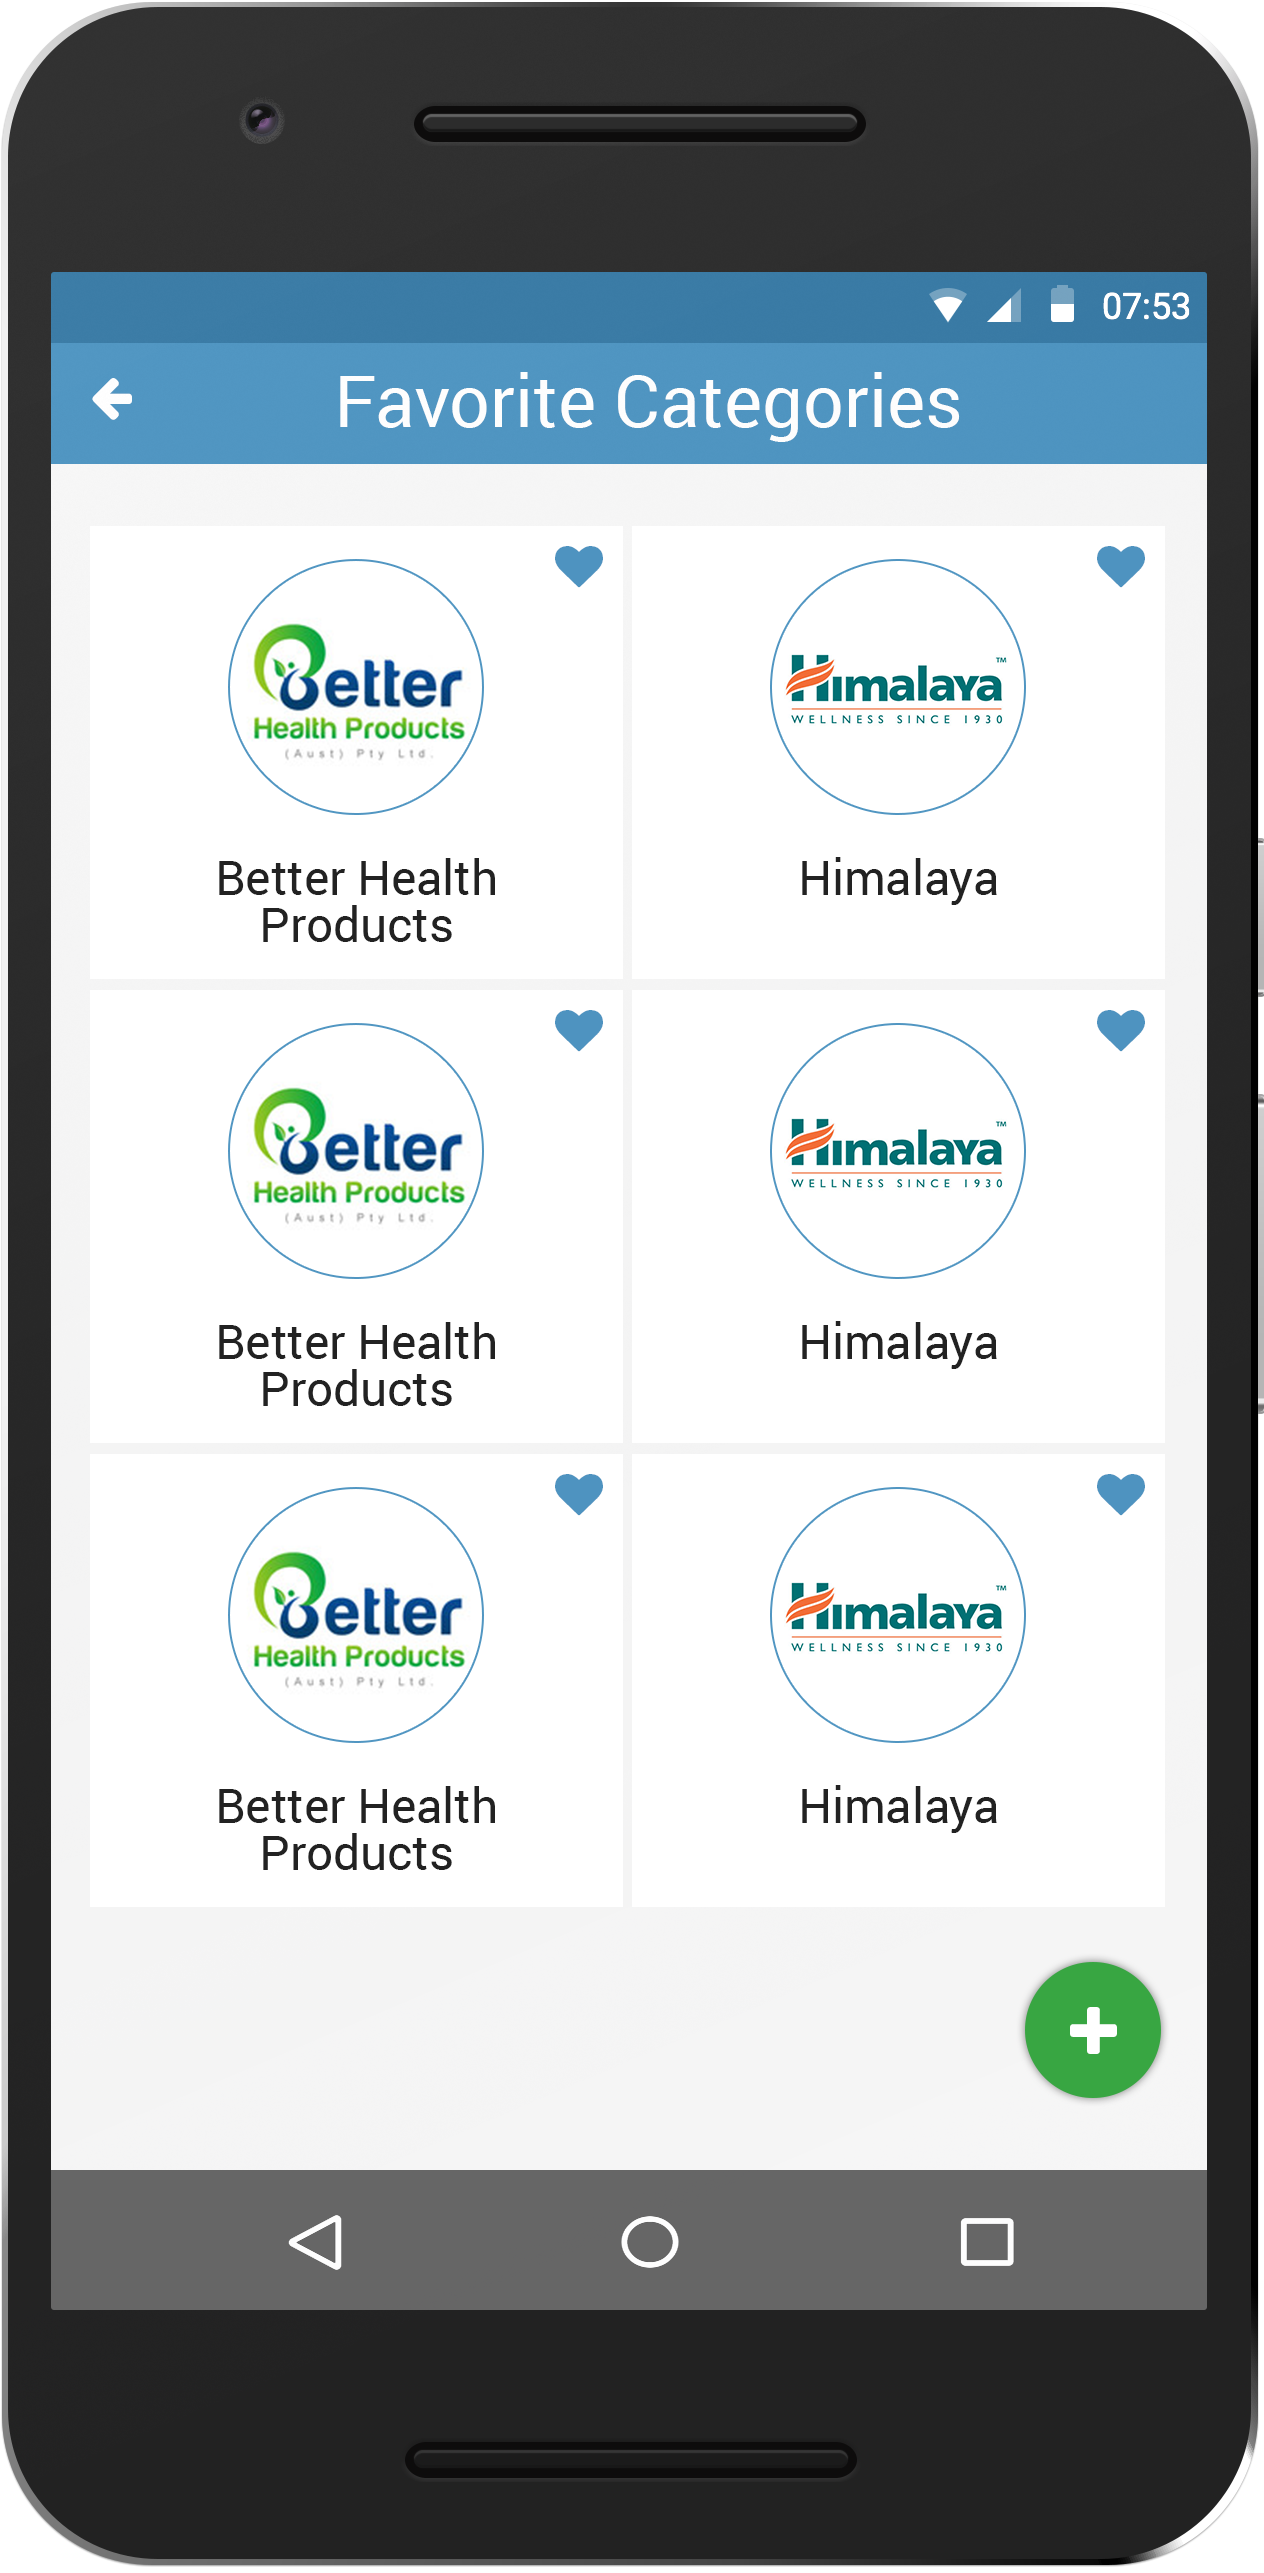 07:53
Favorite Categories
Better
Health Products
(Aust) Pty Ltd.
Better Health
Products
Himalaya™
WELLNESS SINCE 1930
Himalaya
Better
Health Products
(Aust) Pty Ltd.
Better Health
Products
Himalaya™
WELLNESS SINCE 1930
Himalaya
Better
Health Products
(Aust) Pty Ltd.
Better Health
Products
Himalaya™
WELLNESS SINCE 1930
Himalaya